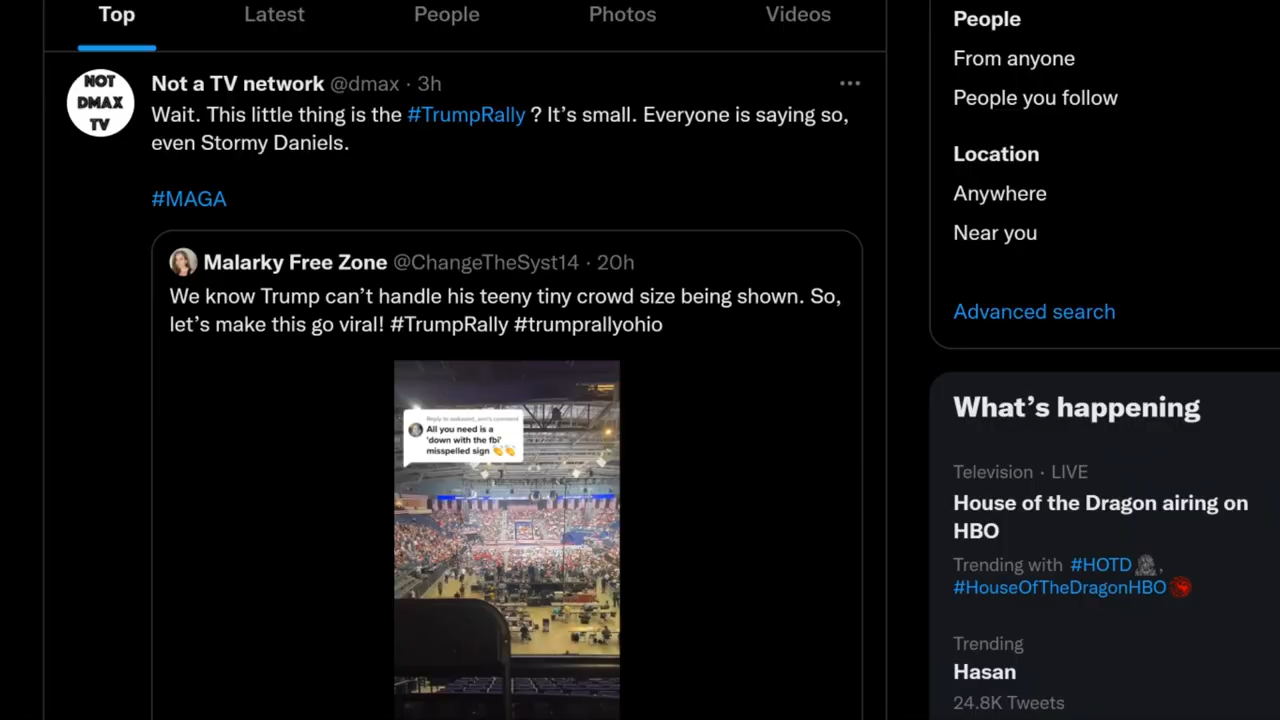 Top
Latest
People
Photos
Videos
NOT
DMAX
TV
Not a TV network @dmax · 3h
Wait. This little thing is the #TrumpRally ? It’s small. Everyone is saying so,
even Stormy Daniels.
#MAGA
Malarky Free Zone @ChangeTheSyst14 · 20h
We know Trump can’t handle his teeny tiny crowd size being shown. So,
let’s make this go viral! #TrumpRally #trumprallyohio
All you need is a
'down with the fbi'
misspelled sign 👏👏
People
From anyone
People you follow
Location
Anywhere
Near you
Advanced search
What’s happening
Television · LIVE
House of the Dragon airing on
HBO
Trending with #HOTD,
#HouseOfTheDragonHBO
Trending
Hasan
24.8K Tweets